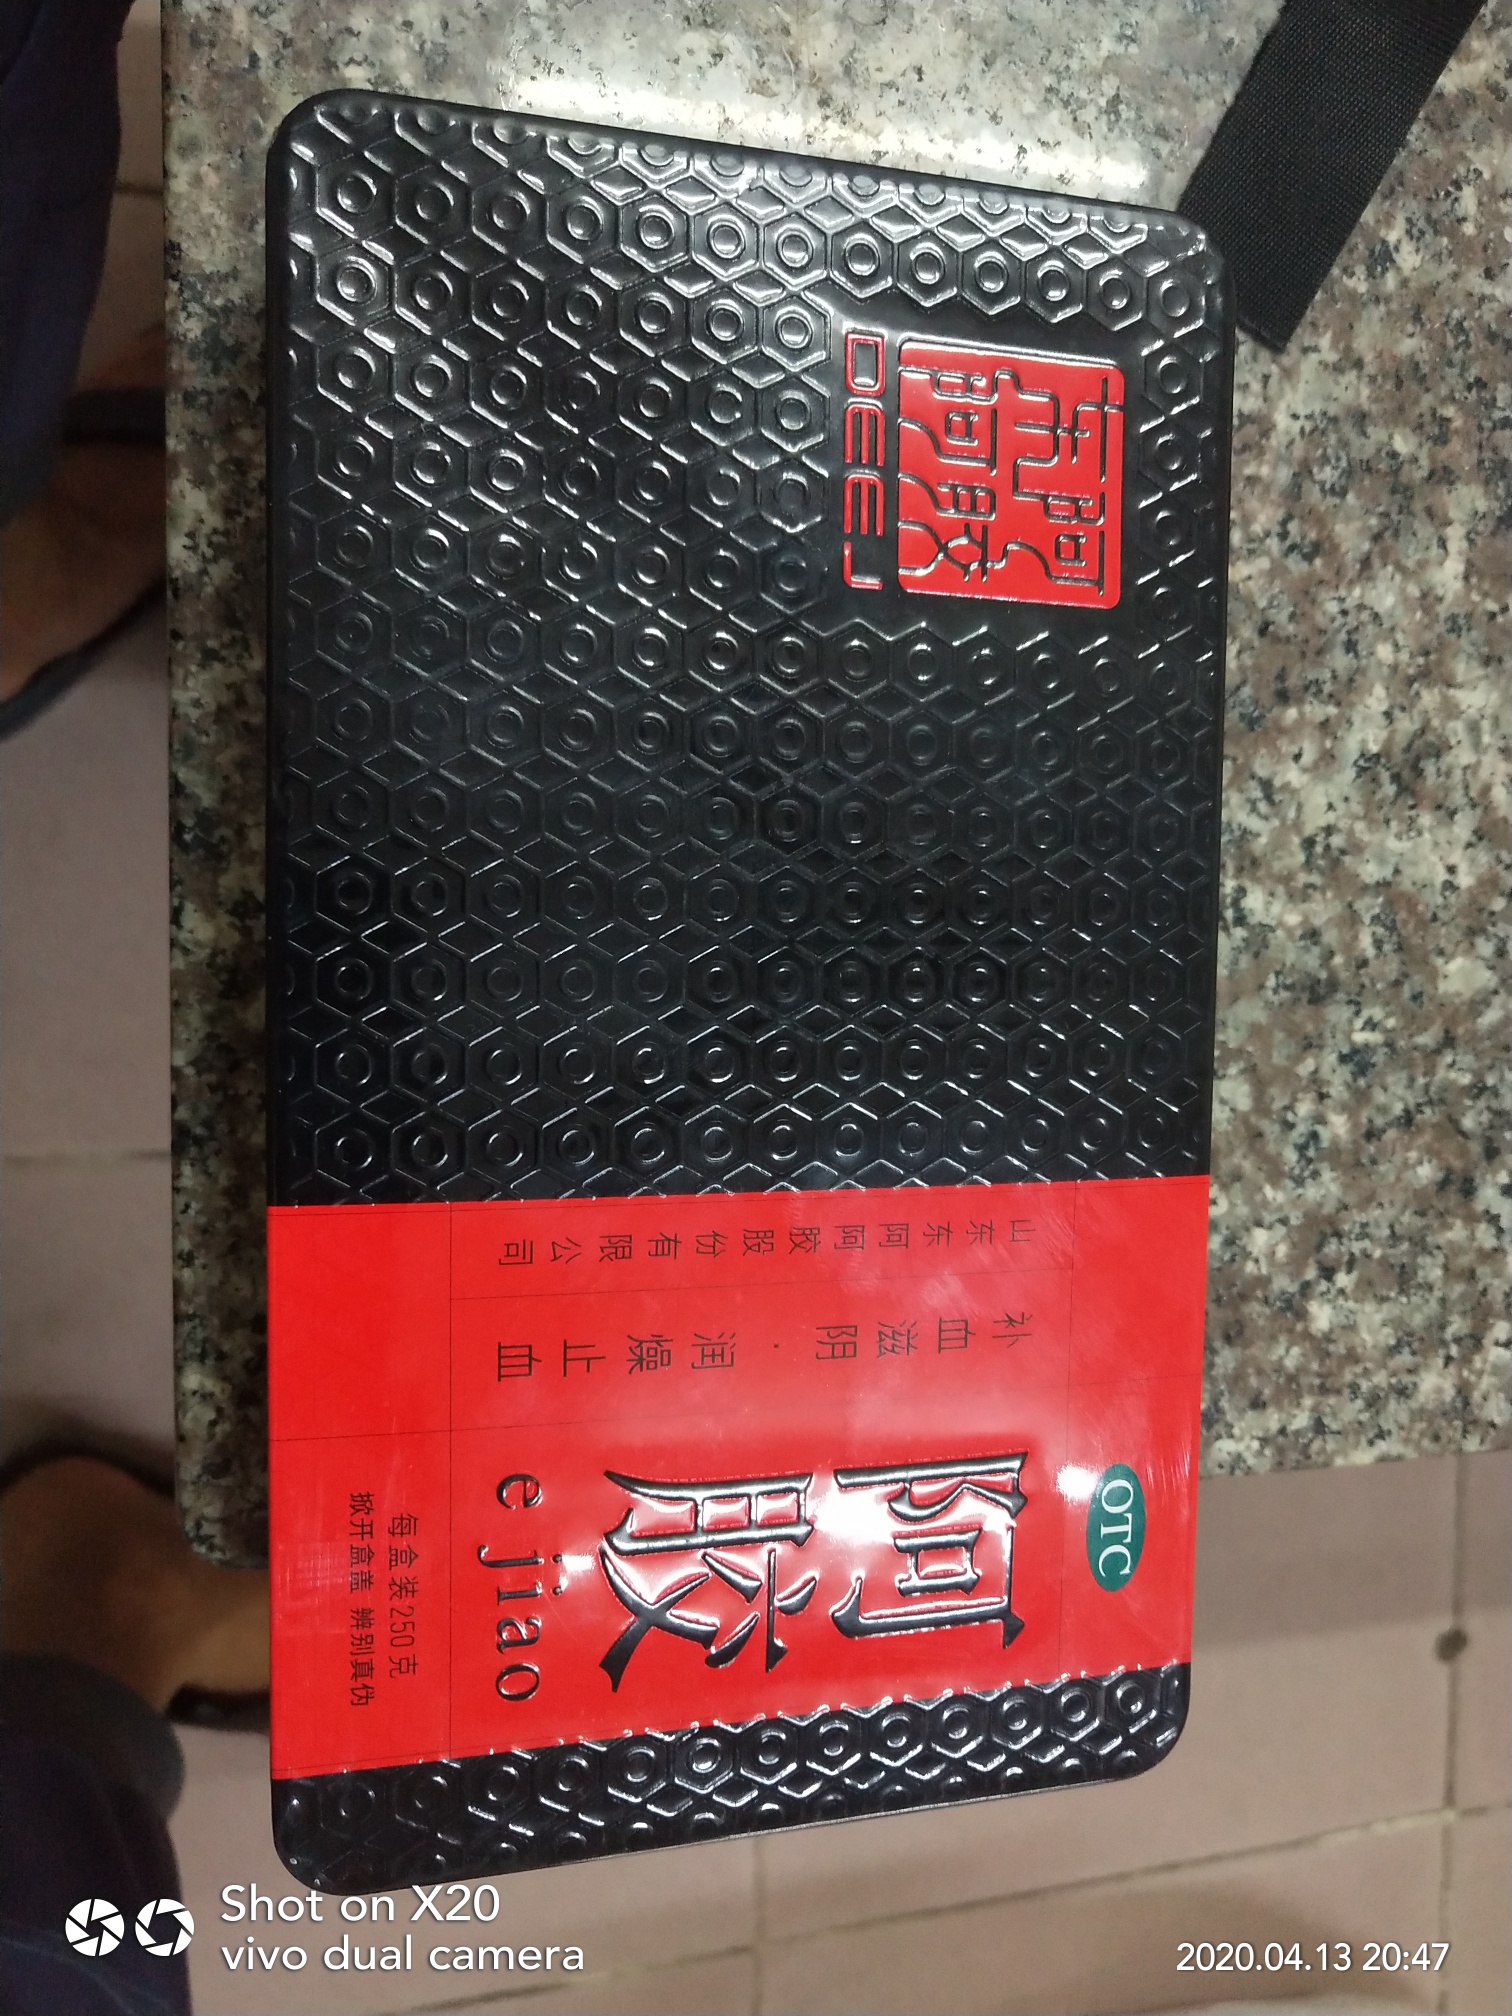 东阿
阿胶
DEEJ
山东东阿阿胶股份有限公司
补血滋阴·润燥止血
OTC
阿胶
e jiao
每盒装250克
掀开盒盖 辨别真伪
Shot on X20
vivo dual camera
2020.04.13 20:47